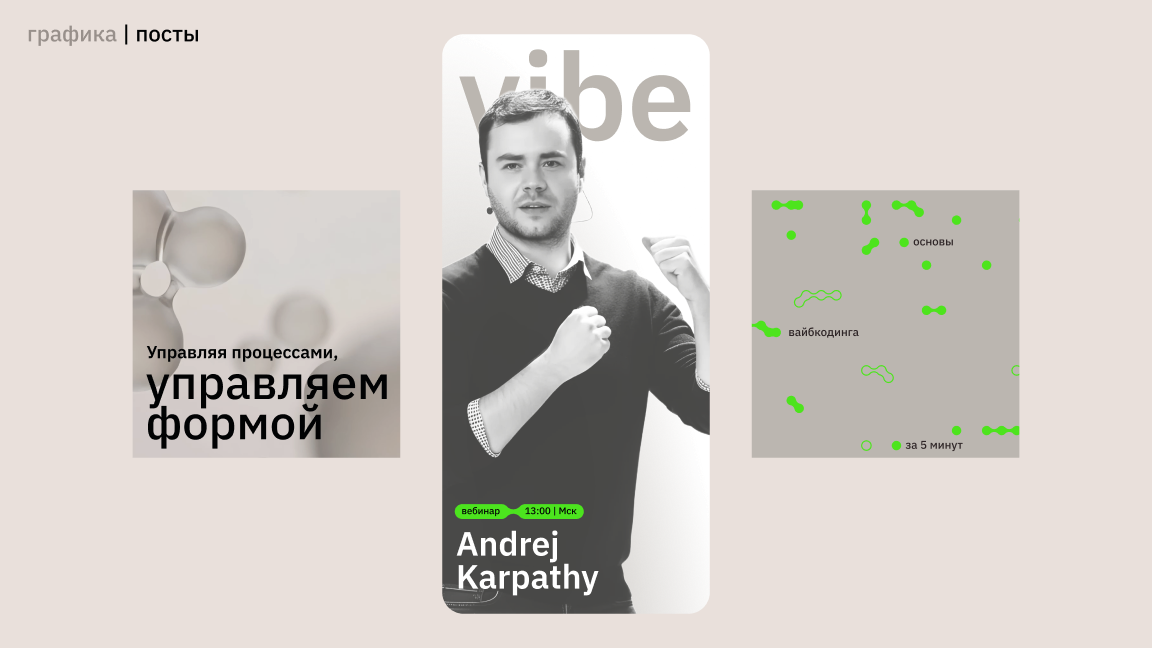 графика | посты
Управляя процессами,
управляем
формой
vibe
вебинар 13:00 | Мск
Andrej
Karpathy
основы
вайбкодинга
за 5 минут